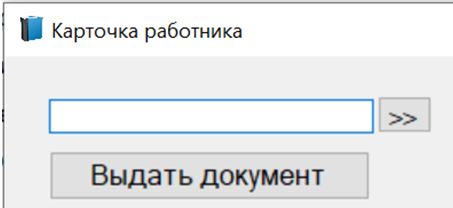 Карточка работника
>>
Выдать документ